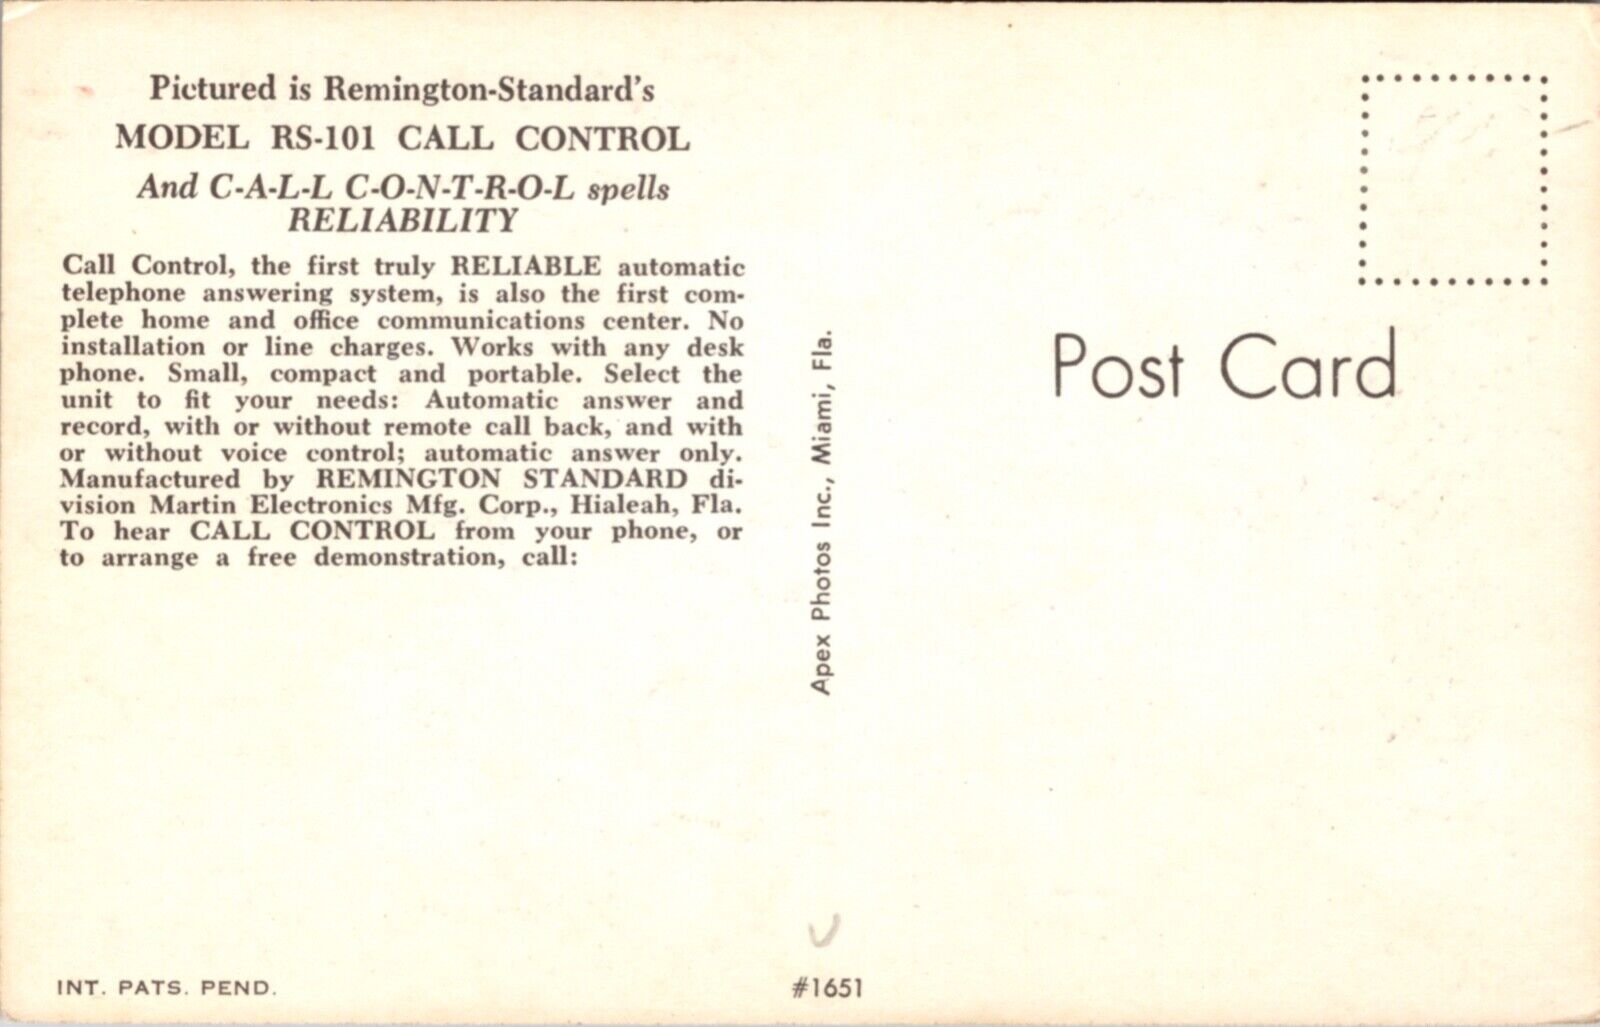 Pictured is Remington-Standard's
MODEL RS-101 CALL CONTROL
And C-A-L-L C-O-N-T-R-O-L spells
RELIABILITY
Call Control, the first truly RELIABLE automatic
telephone answering system, is also the first com-
plete home and office communications center. No
installation or line charges. Works with any desk
phone. Small, compact and portable. Select the
unit to fit your needs: Automatic answer and
record, with or without remote call back, and with
or without voice control; automatic answer only.
Manufactured by REMINGTON STANDARD di-
vision Martin Electronics Mfg. Corp., Hialeah, Fla.
To hear CALL CONTROL from your phone, or
to arrange a free demonstration, call:
INT. PATS. PEND.
Apex Photos Inc., Miami, Fla.
#1651
Post Card